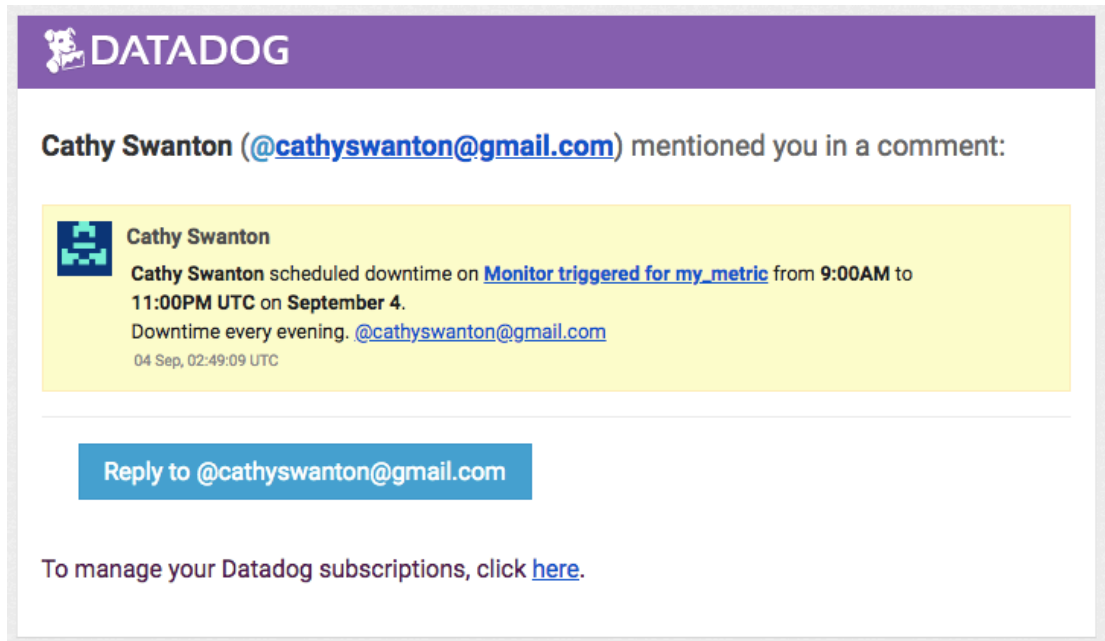 DATADOG
Cathy Swanton (@cathyswanton@gmail.com) mentioned you in a comment:
Cathy Swanton
Cathy Swanton scheduled downtime on Monitor triggered for my_metric from 9:00AM to
11:00PM UTC on September 4.
Downtime every evening. @cathyswanton@gmail.com
04 Sep, 02:49:09 UTC
Reply to @cathyswanton@gmail.com
To manage your Datadog subscriptions, click here.